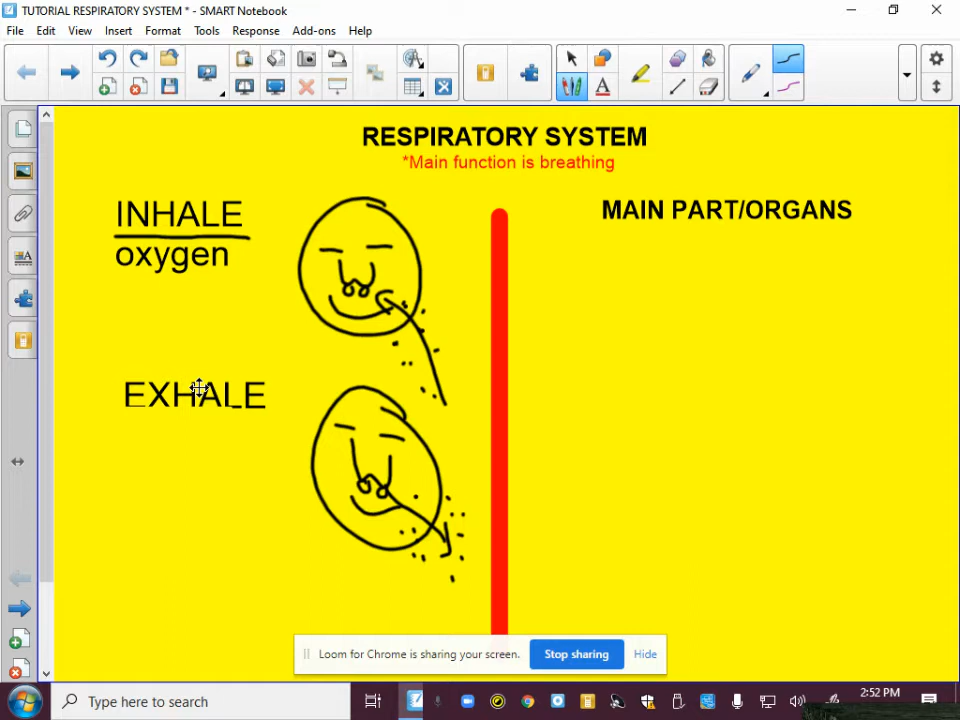 TUTORIAL RESPIRATORY SYSTEM * - SMART Notebook
File Edit View Insert Format Tools Response Add-ons Help
RESPIRATORY SYSTEM
*Main function is breathing
INHALE
oxygen
MAIN PART/ORGANS
EXHALE
Loom for Chrome is sharing your screen. Stop sharing Hide
Type here to search
2:52 PM